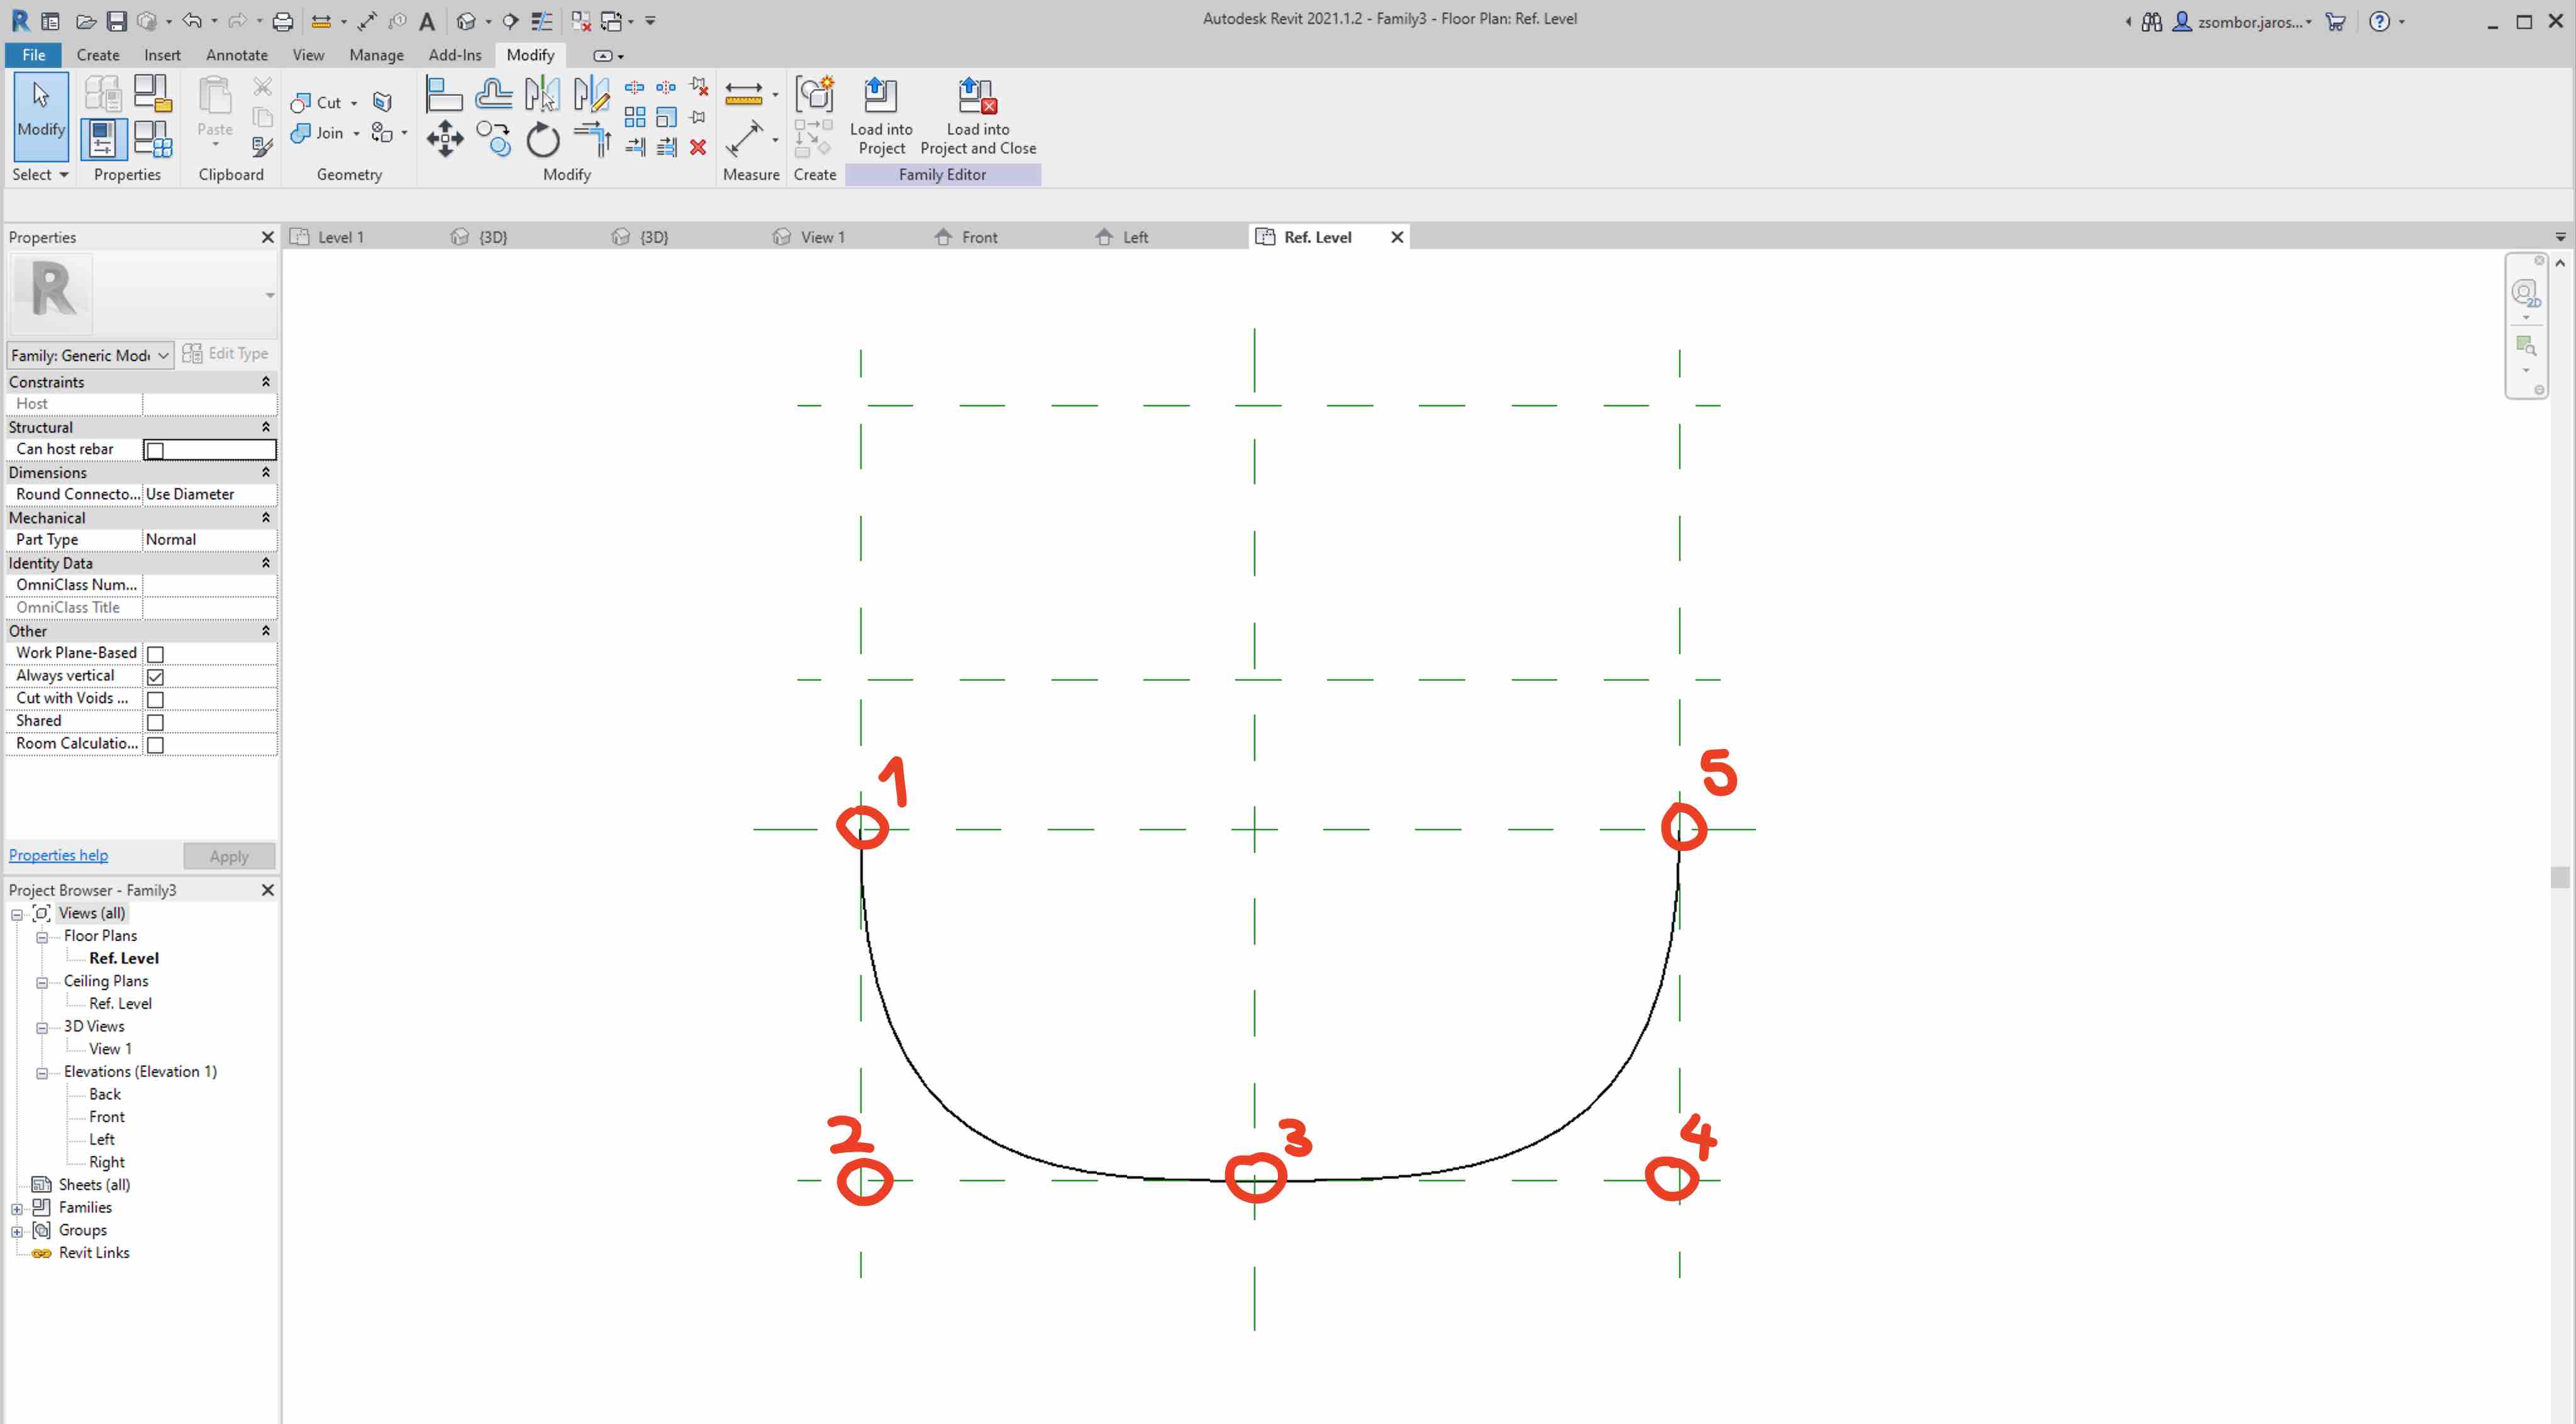 Autodesk Revit 2021.1.2 - Family3 - Floor Plan: Ref. Level
zsombor.jaros...
File Create Insert Annotate View Manage Add-Ins Modify
Modify
Paste
Cut
Join
Load into Project
Load into Project and Close
Select Properties Clipboard Geometry Modify Measure Create Family Editor
Properties
Level 1 {3D} {3D} View 1 Front Left Ref. Level
2D
R
Family: Generic Mod
Edit Type
Constraints
Host
Structural
Can host rebar
Dimensions
Round Connecto... Use Diameter
Mechanical
Part Type Normal
Identity Data
OmniClass Num...
OmniClass Title
Other
Work Plane-Based
Always vertical
Cut with Voids ...
Shared
Room Calculatio...
Properties help Apply
Project Browser - Family3
Views (all)
Floor Plans
Ref. Level
Ceiling Plans
Ref. Level
3D Views
View 1
Elevations (Elevation 1)
Back
Front
Left
Right
Sheets (all)
Families
Groups
Revit Links
1
5
2
3
4